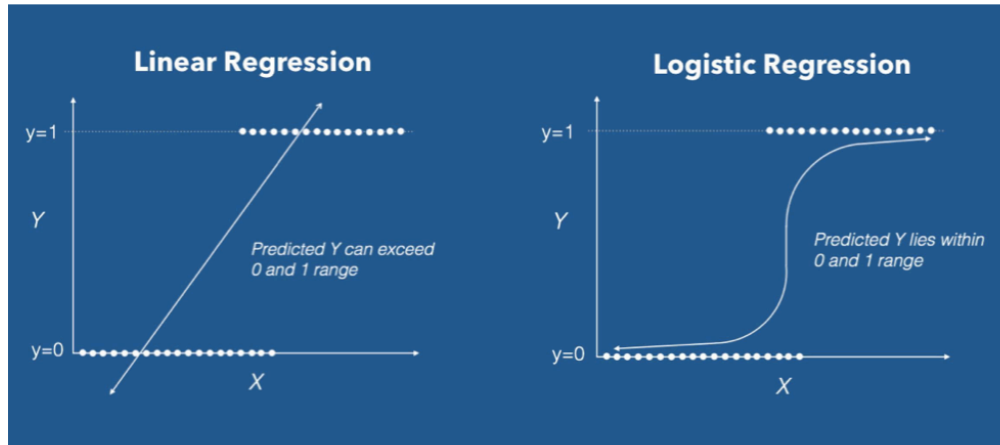 Linear Regression
y=1
Y
Predicted Y can exceed
0 and 1 range
y=0
X
Logistic Regression
y=1
Y
Predicted Y lies within
0 and 1 range
y=0
X